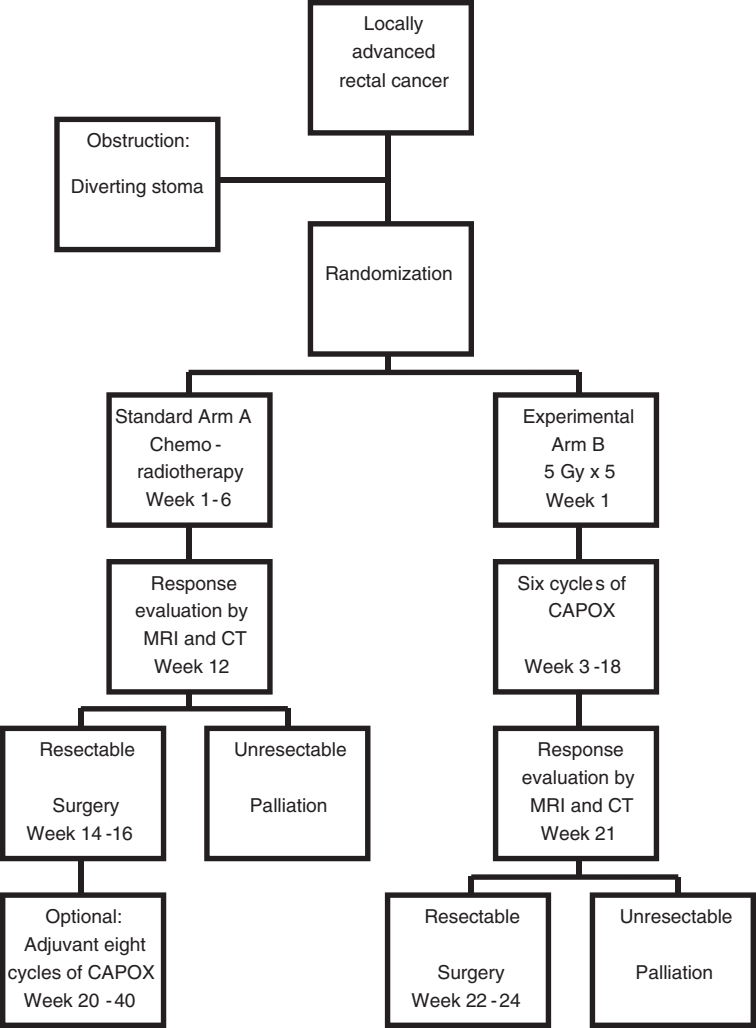 Locally
advanced
rectal cancer
Obstruction:
Diverting stoma
Randomization
Standard Arm A
Chemo-
radiotherapy
Week 1-6
Experimental
Arm B
5 Gy x 5
Week 1
Response
evaluation by
MRI and CT
Week 12
Six cycles of
CAPOX
Week 3-18
Resectable
Surgery
Week 14-16
Unresectable
Palliation
Response
evaluation by
MRI and CT
Week 21
Optional:
Adjuvant eight
cycles of CAPOX
Week 20-40
Resectable
Surgery
Week 22-24
Unresectable
Palliation